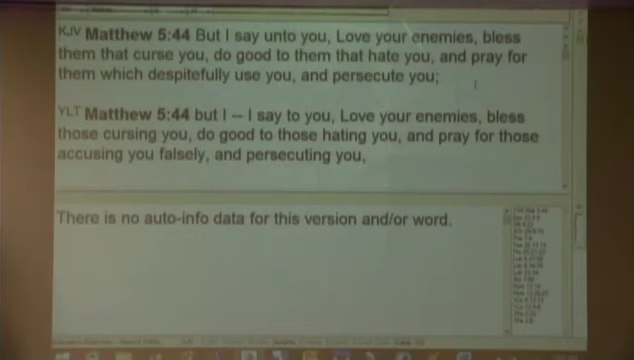 KJV Matthew 5:44 But I say unto you, Love your enemies, bless
them that curse you, do good to them that hate you, and pray for
them which despitefully use you, and persecute you;
YLT Matthew 5:44 but I -- I say to you, Love your enemies, bless
those cursing you, do good to those hating you, and pray for those
accusing you falsely, and persecuting you,
There is no auto-info data for this version and/or word.